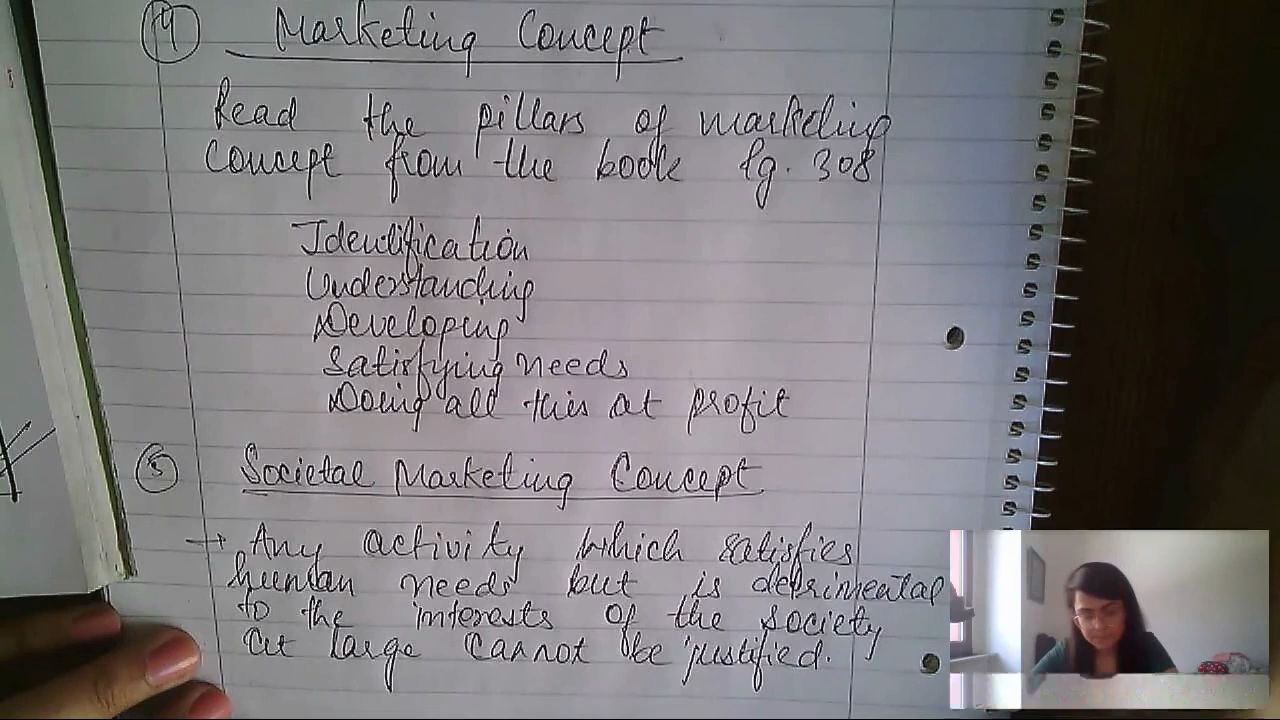 4 Marketing Concept
Read the pillars of marketing
concept from the book Pg. 308
Identification
Understanding
Developing
Satisfying needs
Doing all this at profit
5 Societal Marketing Concept
→ Any activity which satisfies
human needs but is detrimental
to the interests of the society
at large cannot be justified.